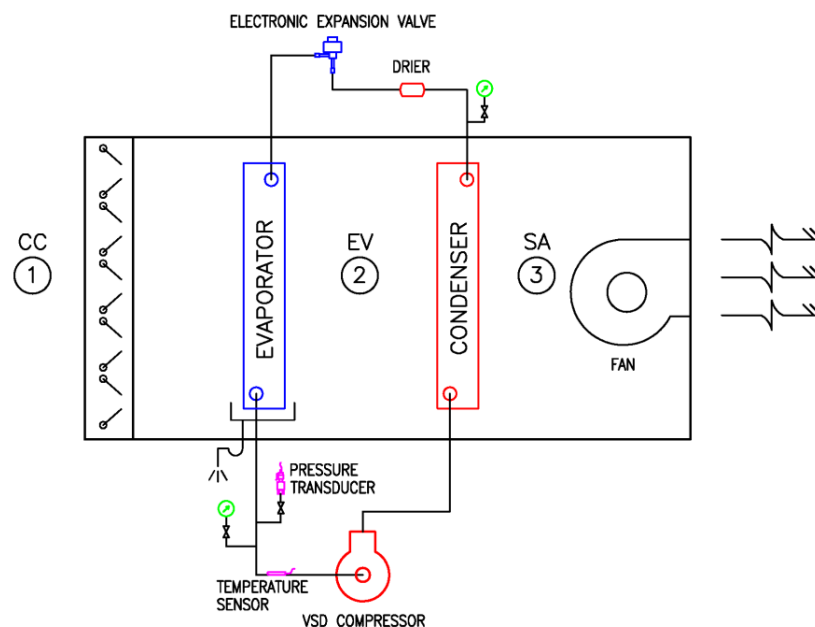 ELECTRONIC EXPANSION VALVE
DRIER
CC
1
EVAPORATOR
EV
2
CONDENSER
SA
3
FAN
PRESSURE
TRANSDUCER
TEMPERATURE
SENSOR
VSD COMPRESSOR